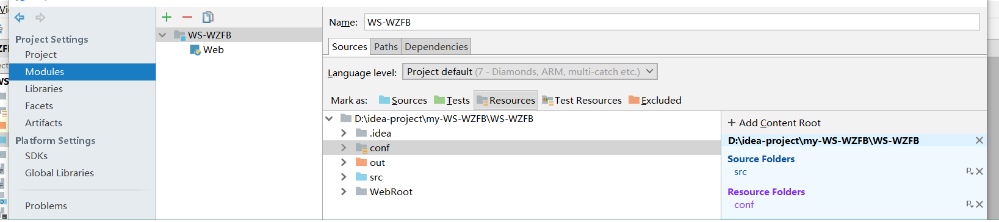 Project Settings
Project
Modules
Libraries
Facets
Artifacts
Platform Settings
SDKs
Global Libraries
Problems
WS-WZFB
Web
Name: WS-WZFB
Sources Paths Dependencies
Language level: Project default (7 - Diamonds, ARM, multi-catch etc.)
Mark as: Sources Tests Resources Test Resources Excluded
D:\idea-project\my-WS-WZFB\WS-WZFB
.idea
conf
out
src
WebRoot
+ Add Content Root
D:\idea-project\my-WS-WZFB\WS-WZFB
Source Folders
src
Resource Folders
conf